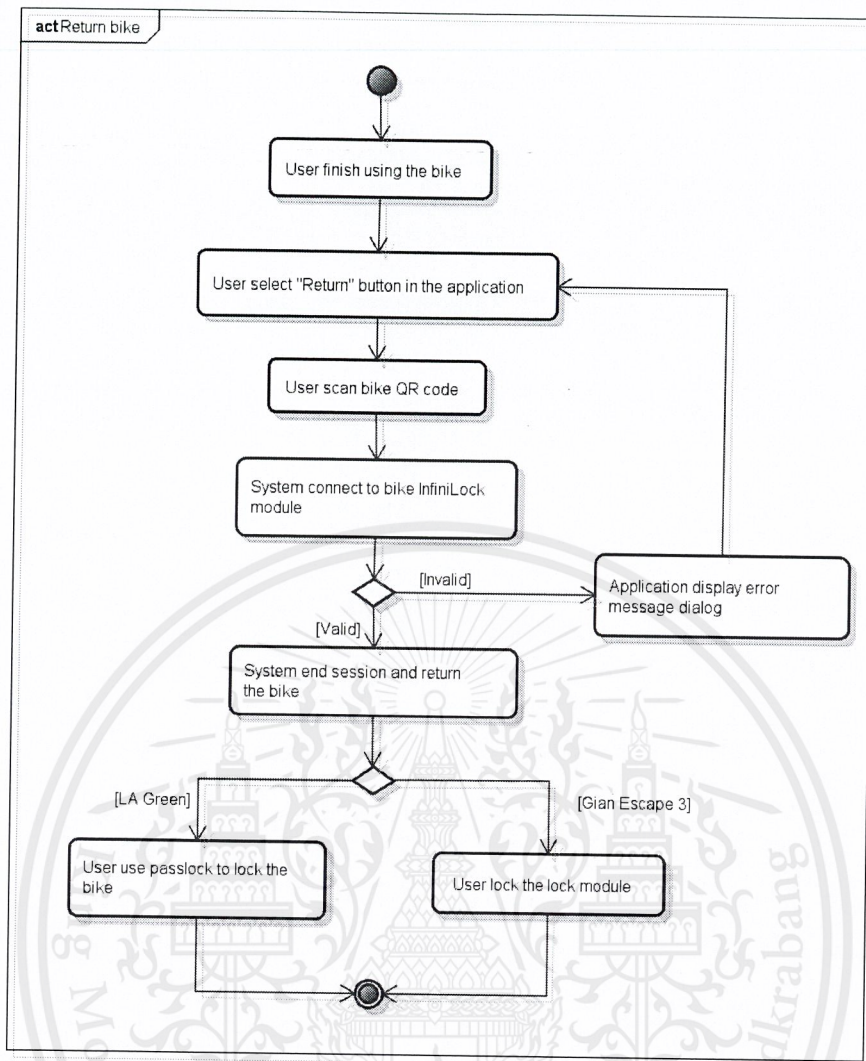 act Return bike
User finish using the bike
User select "Return" button in the application
User scan bike QR code
System connect to bike InfiniLock
module
[Invalid]
Application display error
message dialog
[Valid]
System end session and return
the bike
[LA Green]
[Gian Escape 3]
User use passlock to lock the
bike
User lock the lock module